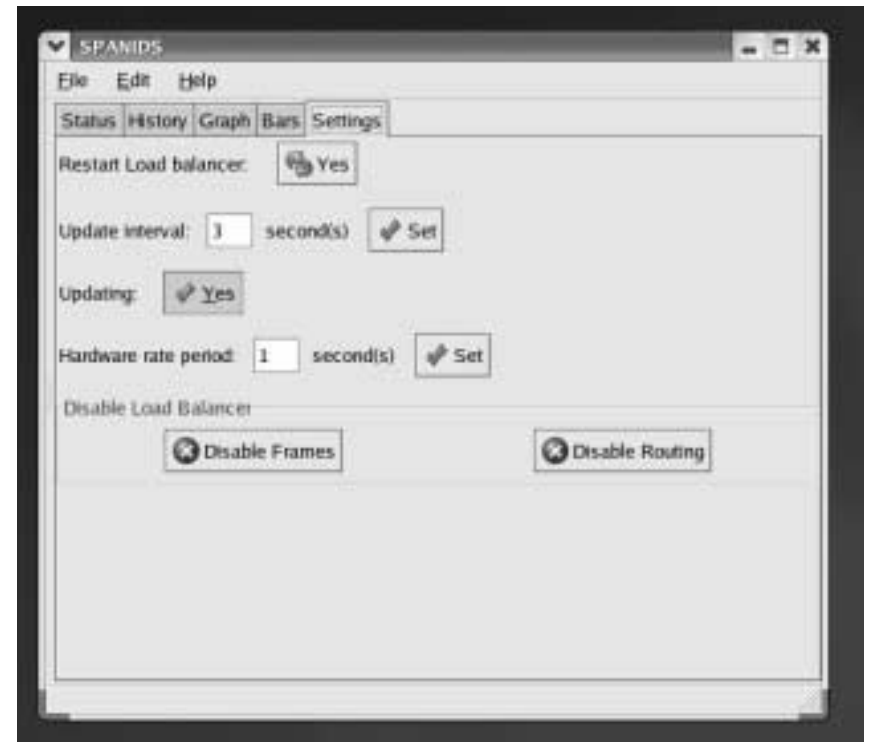 SPANIDS
File Edit Help
Status History Graph Bars Settings
Restart Load balancer: Yes
Update interval: 3 second(s) Set
Updating: Yes
Hardware rate period: 1 second(s) Set
Disable Load Balancer
Disable Frames Disable Routing